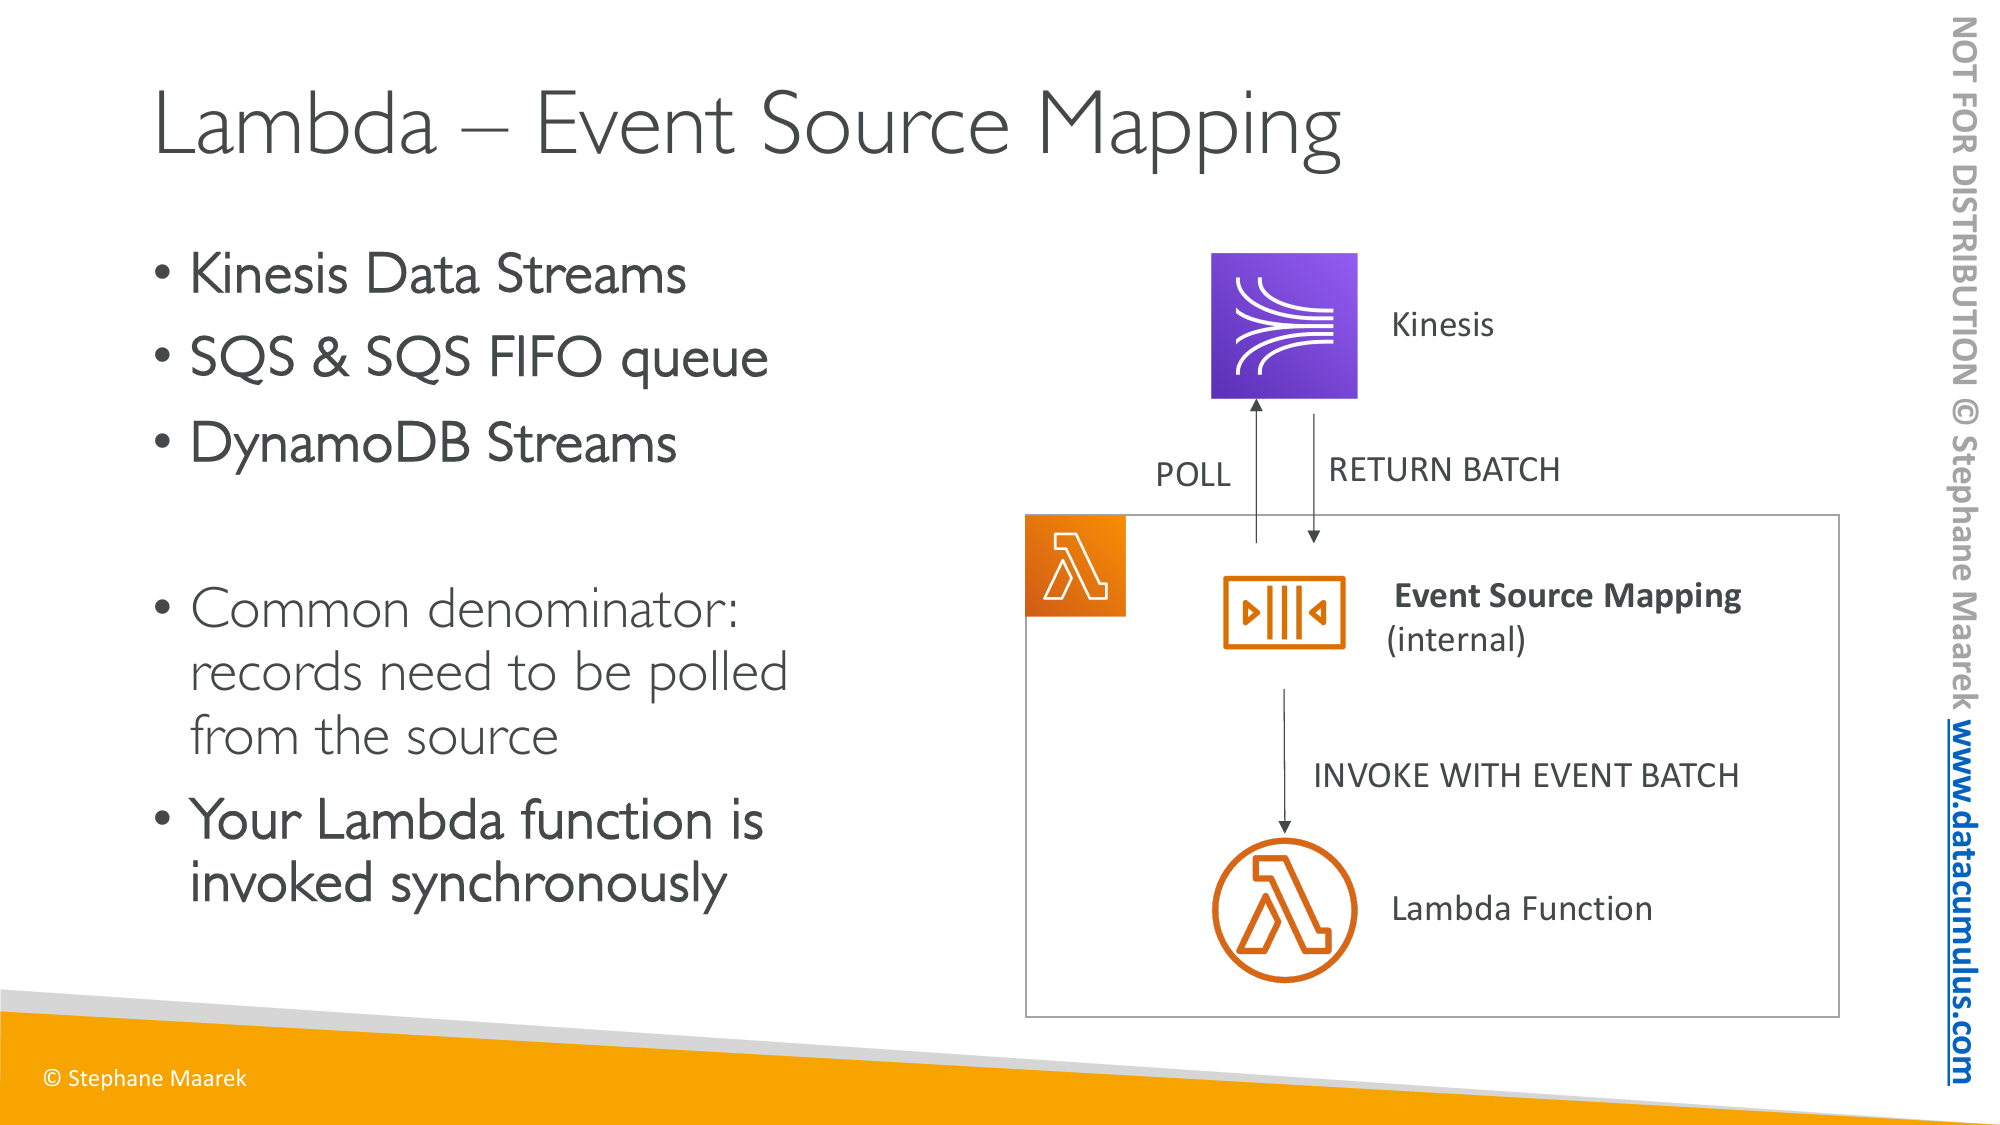 Lambda – Event Source Mapping
• Kinesis Data Streams
• SQS & SQS FIFO queue
• DynamoDB Streams
• Common denominator:
records need to be polled
from the source
• Your Lambda function is
invoked synchronously
Kinesis
POLL
RETURN BATCH
Event Source Mapping
(internal)
INVOKE WITH EVENT BATCH
Lambda Function
© Stephane Maarek
NOT FOR DISTRIBUTION © Stephane Maarek www.datacumulus.com